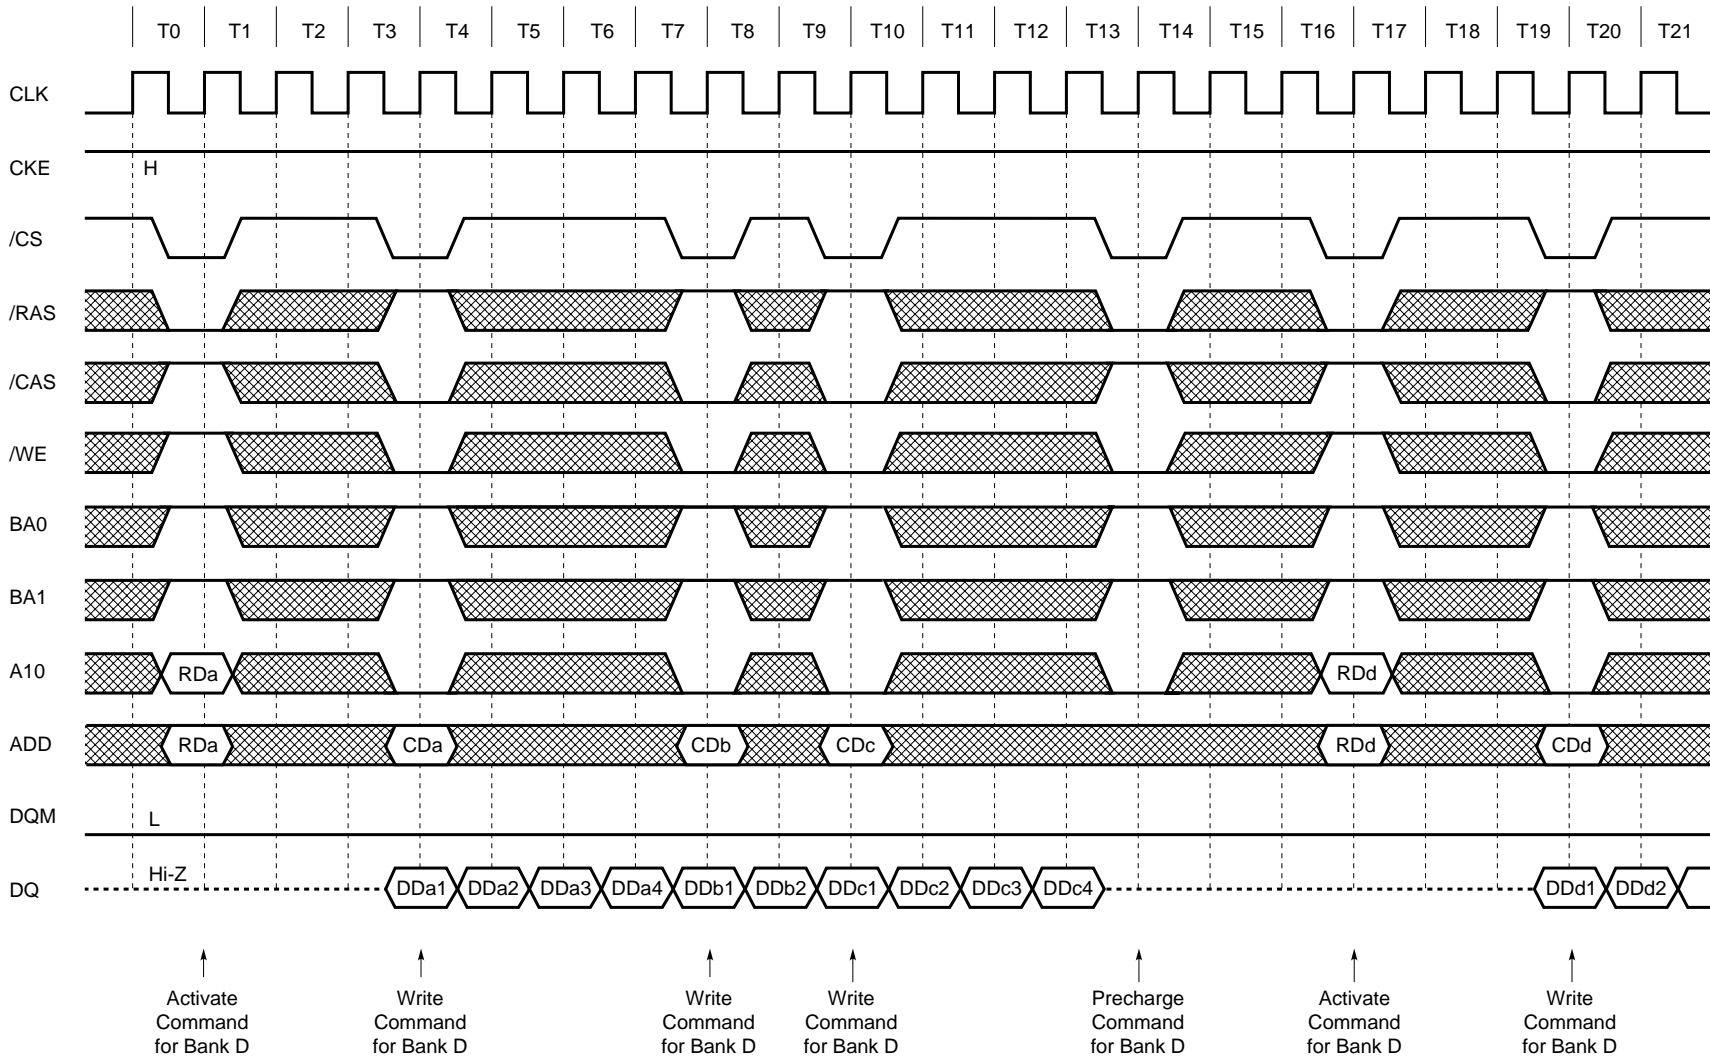 T0 T1 T2 T3 T4 T5 T6 T7 T8 T9 T10 T11 T12 T13 T14 T15 T16 T17 T18 T19 T20 T21
CLK
CKE H
/CS
/RAS
/CAS
/WE
BA0
BA1
A10 RDa RDd
ADD RDa CDa CDb CDc RDd CDd
DQM L
DQ Hi-Z DDa1 DDa2 DDa3 DDa4 DDb1 DDb2 DDc1 DDc2 DDc3 DDc4 DDd1 DDd2
Activate
Command
for Bank D
Write
Command
for Bank D
Write
Command
for Bank D
Write
Command
for Bank D
Precharge
Command
for Bank D
Activate
Command
for Bank D
Write
Command
for Bank D